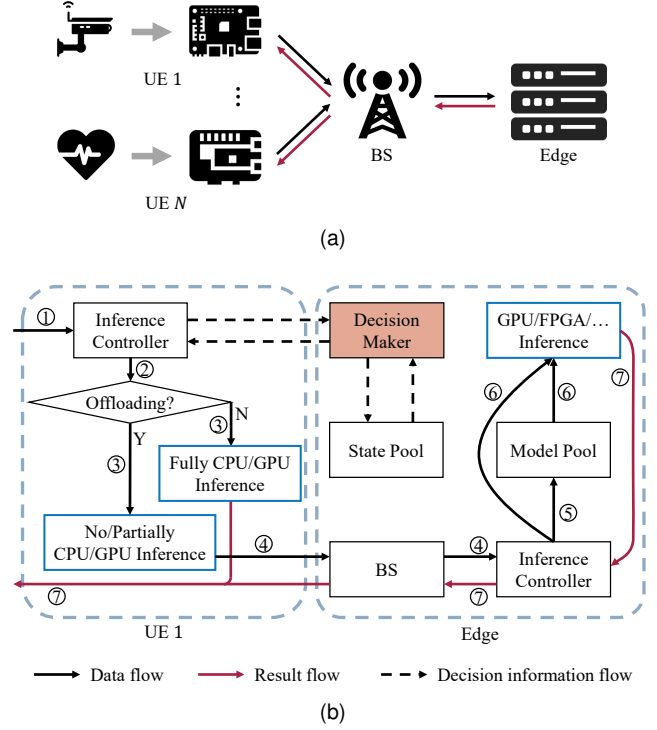 UE 1
⋮
UE N
BS
Edge
(a)
①
Inference
Controller
Decision
Maker
GPU/FPGA/…
Inference
②
⑦
Offloading?
N
Y
③
③
⑥
⑥
Fully CPU/GPU
Inference
State Pool
Model Pool
⑤
No/Partially
CPU/GPU Inference
④
BS
④
Inference
Controller
⑦
⑦
UE 1
Edge
Data flow
Result flow
Decision information flow
(b)